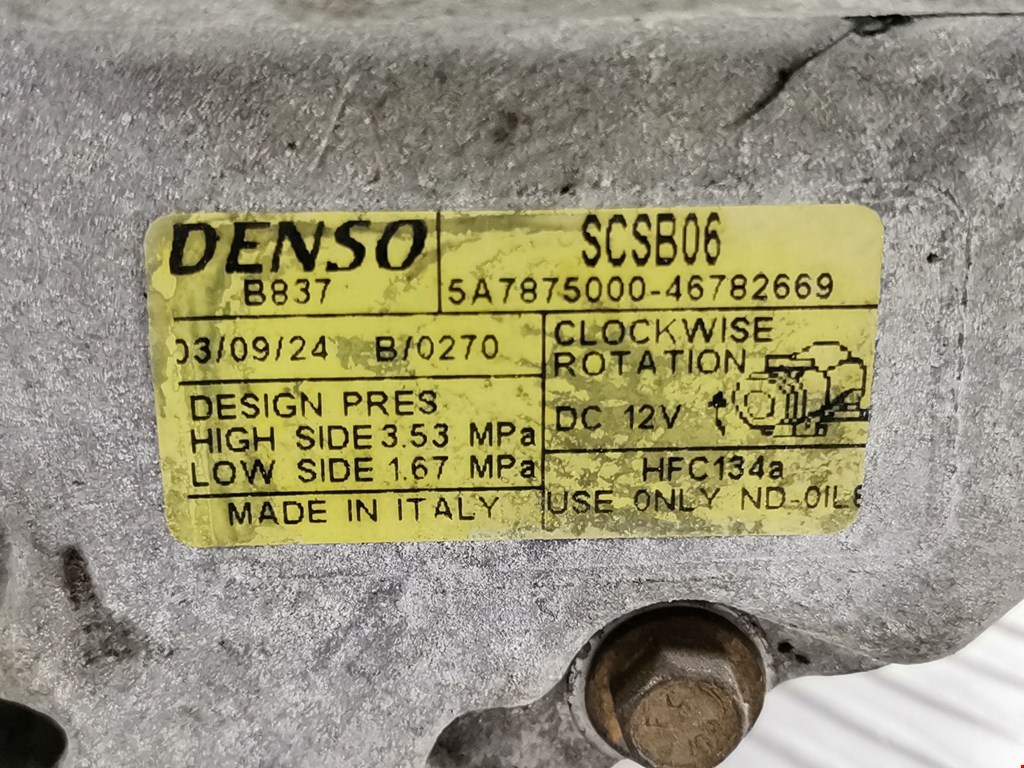 DENSO
B837
SCSB06
5A7875000-46782669
03/09/24 B/0270
CLOCKWISE
ROTATION
DC 12V
DESIGN PRES
HIGH SIDE 3.53 MPa
LOW SIDE 1.67 MPa
HFC134a
USE ONLY ND-OIL8
MADE IN ITALY